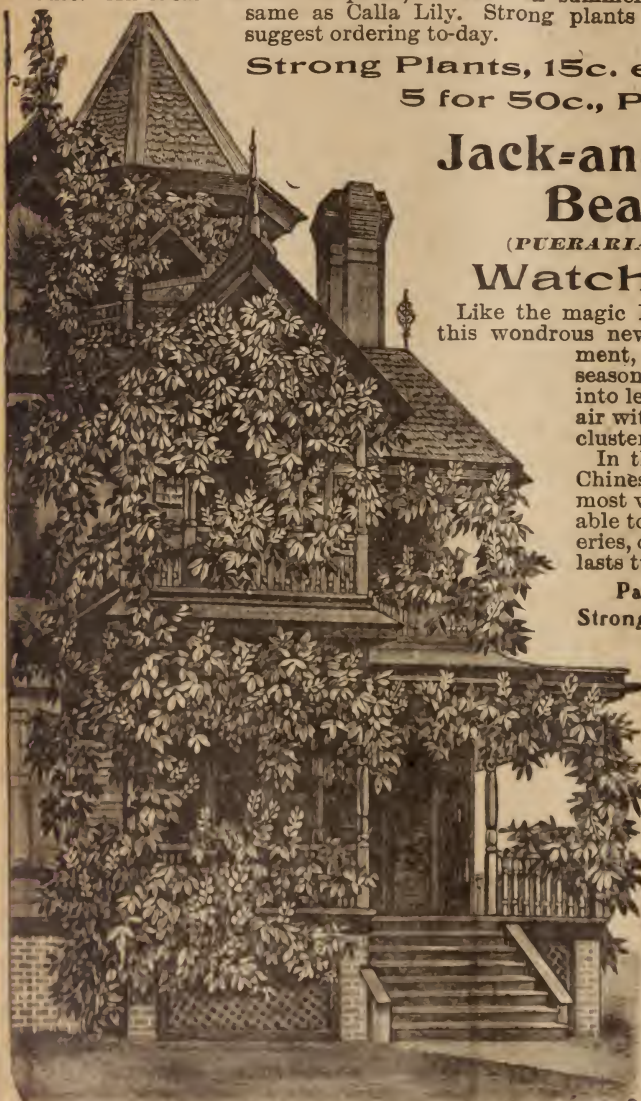 same as Calla Lily. Strong plants
suggest ordering to-day.
Strong Plants, 15c.
5 for 50c.,
Jack=an
Bea
(PUERARIA
Watch
Like the magic
this wondrous new
ment,
season
into le
air wit
cluster
In th
Chines
most v
able to
eries,
lasts t
Pa
Strong